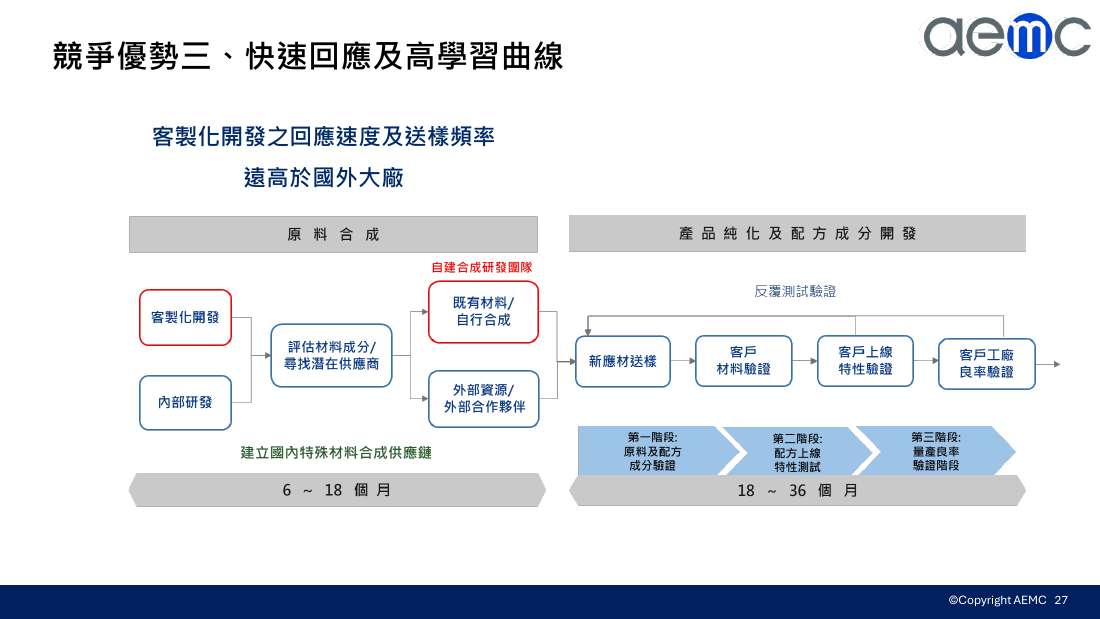 競爭優勢三、快速回應及高學習曲線
aemc
客製化開發之回應速度及送樣頻率
遠高於國外大廠
原料合成
產品純化及配方成分開發
自建合成研發團隊
反覆測試驗證
客製化開發
內部研發
評估材料成分/
尋找潛在供應商
既有材料/
自行合成
外部資源/
外部合作夥伴
新應材送樣
客戶
材料驗證
客戶上線
特性驗證
客戶工廠
良率驗證
建立國內特殊材料合成供應鏈
第一階段:
原料及配方
成分驗證
第二階段:
配方上線
特性測試
第三階段:
量產良率
驗證階段
6 ~ 18 個月
18 ~ 36 個月
©Copyright AEMC 27